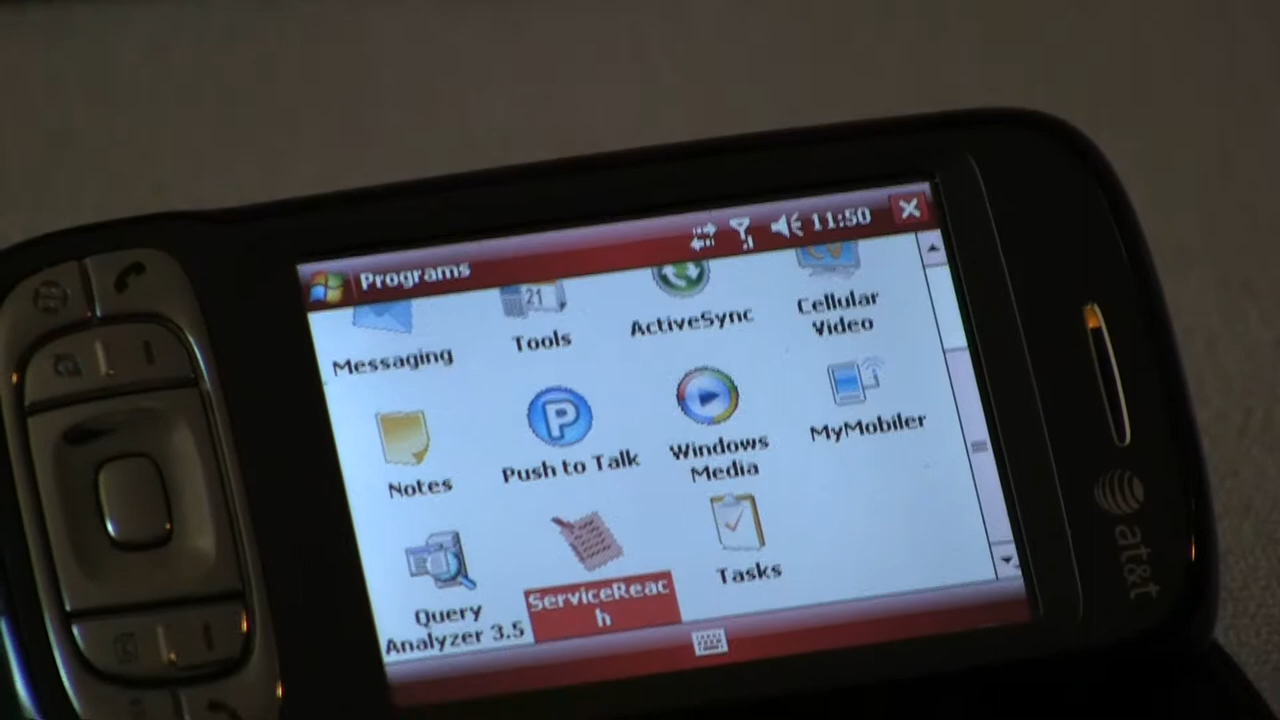 Programs
11:50
Messaging
Tools
ActiveSync
Cellular
Video
Notes
Push to Talk
Windows
Media
MyMobiler
Query
Analyzer 3.5
ServiceReac
h
Tasks
21
P
at&t